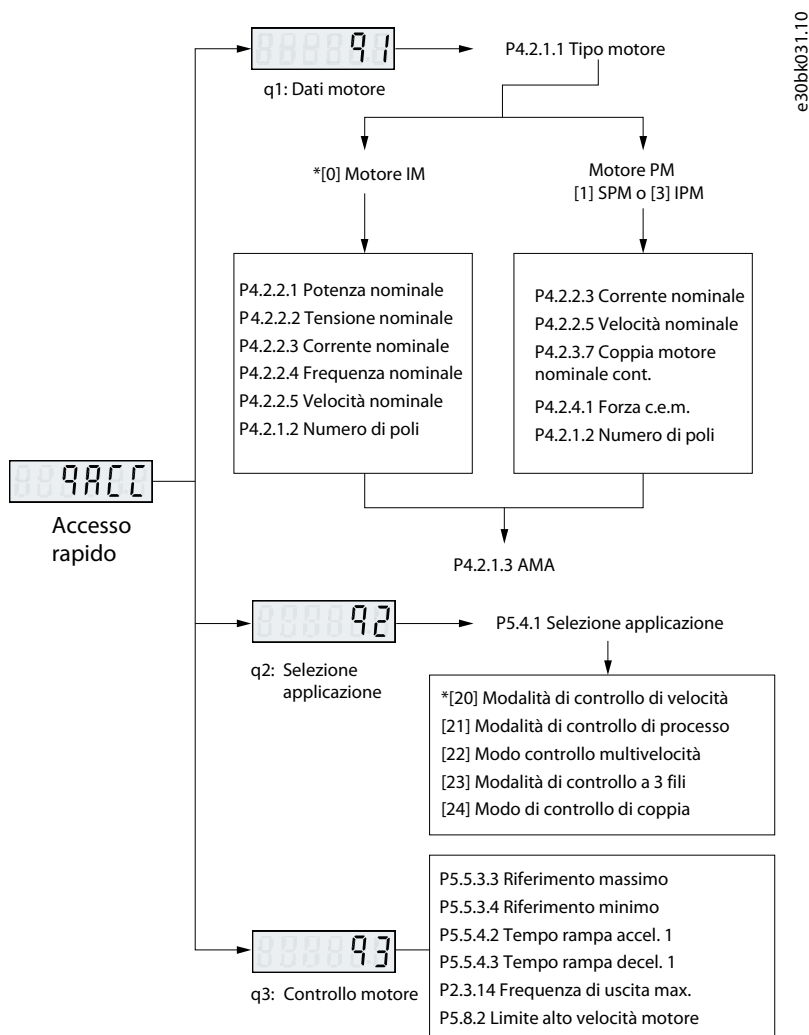 e30bk031.10
q1
P4.2.1.1 Tipo motore
q1: Dati motore
*[0] Motore IM
Motore PM
[1] SPM o [3] IPM
P4.2.2.1 Potenza nominale
P4.2.2.2 Tensione nominale
P4.2.2.3 Corrente nominale
P4.2.2.4 Frequenza nominale
P4.2.2.5 Velocità nominale
P4.2.1.2 Numero di poli
P4.2.2.3 Corrente nominale
P4.2.2.5 Velocità nominale
P4.2.3.7 Coppia motore
nominale cont.
P4.2.4.1 Forza c.e.m.
P4.2.1.2 Numero di poli
qACC
Accesso
rapido
P4.2.1.3 AMA
q2
P5.4.1 Selezione applicazione
q2: Selezione
applicazione
*[20] Modalità di controllo di velocità
[21] Modalità di controllo di processo
[22] Modo controllo multivelocità
[23] Modalità di controllo a 3 fili
[24] Modo di controllo di coppia
q3
q3: Controllo motore
P5.5.3.3 Riferimento massimo
P5.5.3.4 Riferimento minimo
P5.5.4.2 Tempo rampa accel. 1
P5.5.4.3 Tempo rampa decel. 1
P2.3.14 Frequenza di uscita max.
P5.8.2 Limite alto velocità motore